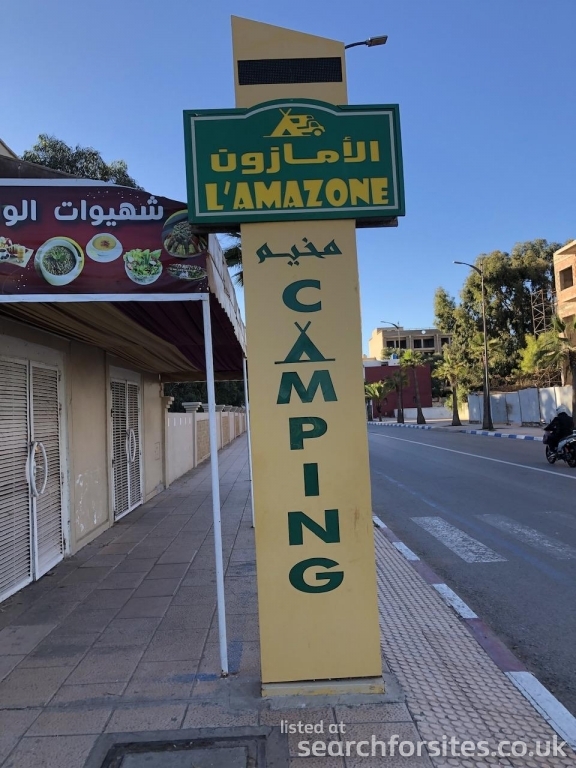 الأمازون
L'AMAZONE
شهيوات الو
مخيم
CAMPING
listed at
searchforsites.co.uk